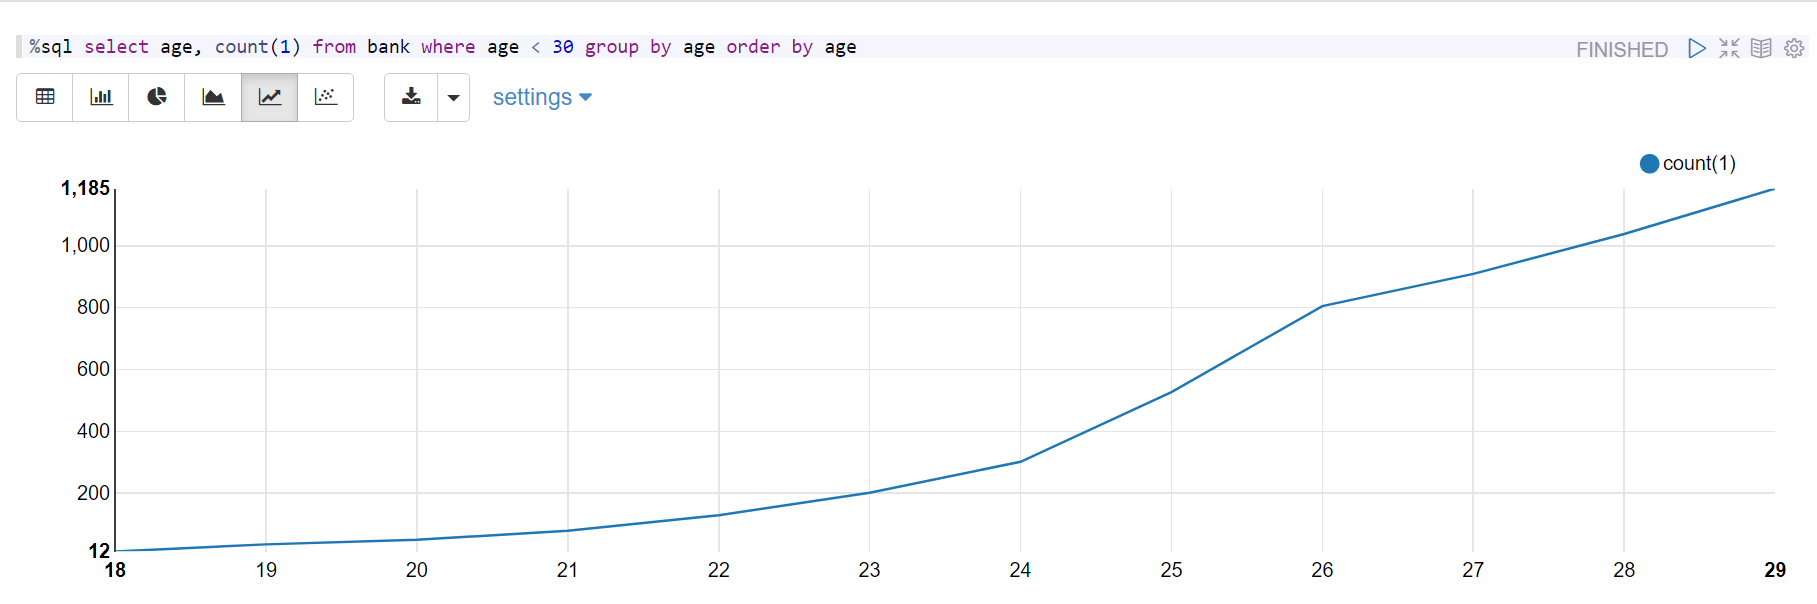 %sql select age, count(1) from bank where age < 30 group by age order by age
FINISHED
settings
count(1)
1,185
1,000
800
600
400
200
12
18 19 20 21 22 23 24 25 26 27 28 29